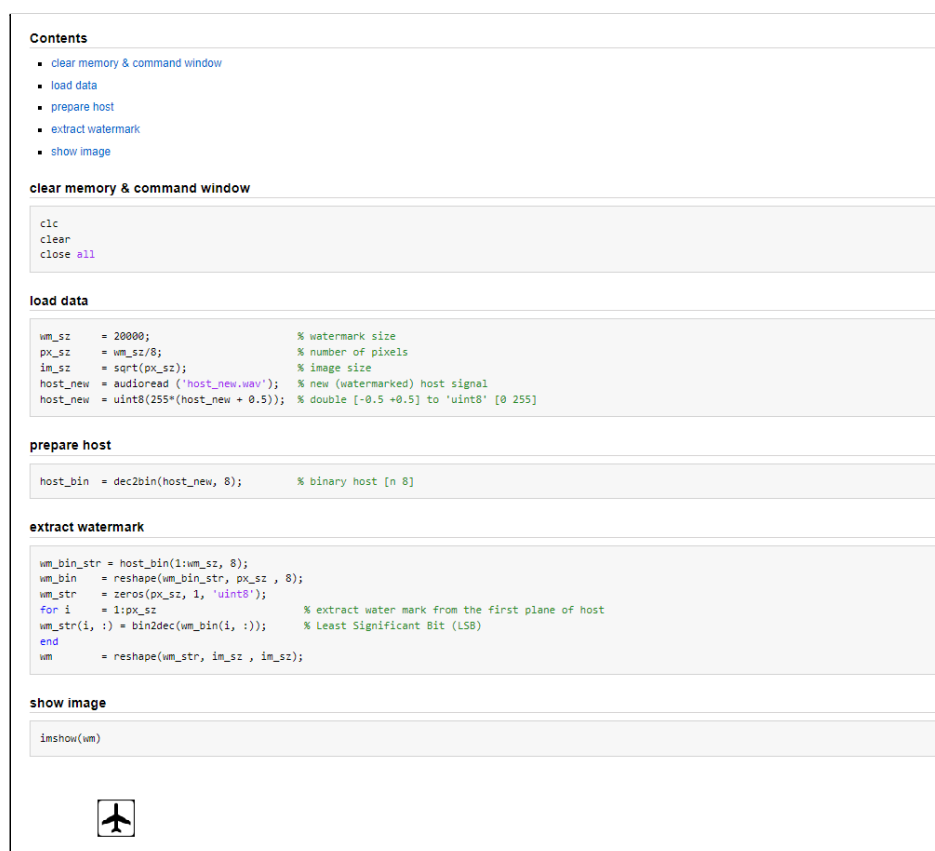 Contents
clear memory & command window
load data
prepare host
extract watermark
show image
clear memory & command window
clc
clear
close all
load data
wm_sz     = 20000;                        % watermark size
px_sz     = wm_sz/8;                      % number of pixels
im_sz     = sqrt(px_sz);                  % image size
host_new  = audioread ('host_new.wav');   % new (watermarked) host signal
host_new  = uint8(255*(host_new + 0.5));  % double [-0.5 +0.5] to 'uint8' [0 255]
prepare host
host_bin  = dec2bin(host_new, 8);         % binary host [n 8]
extract watermark
wm_bin_str = host_bin(1:wm_sz, 8);
wm_bin    = reshape(wm_bin_str, px_sz , 8);
wm_str    = zeros(px_sz, 1, 'uint8');
for i     = 1:px_sz                        % extract water mark from the first plane of host
wm_str(i, :) = bin2dec(wm_bin(i, :));      % Least Significant Bit (LSB)
end
wm        = reshape(wm_str, im_sz , im_sz);
show image
imshow(wm)